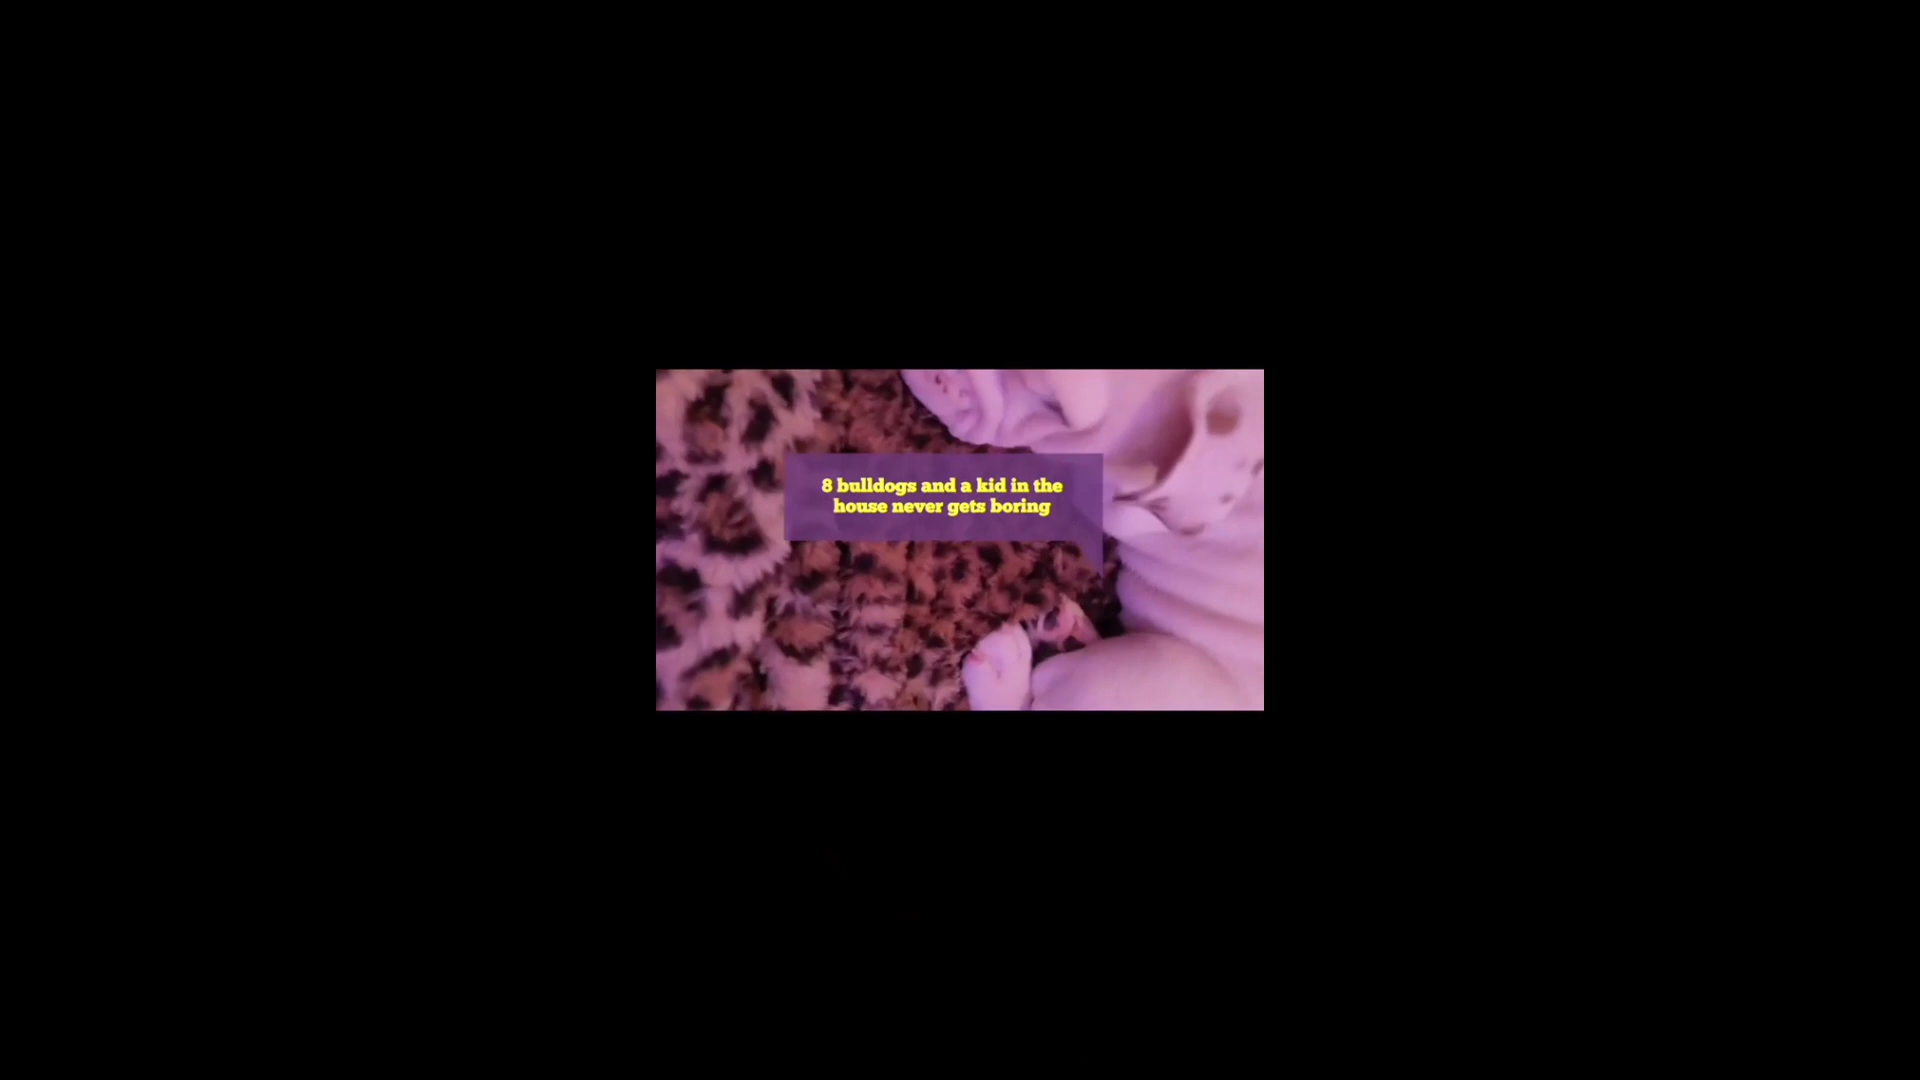 8 bulldogs and a kid in the
house never gets boring